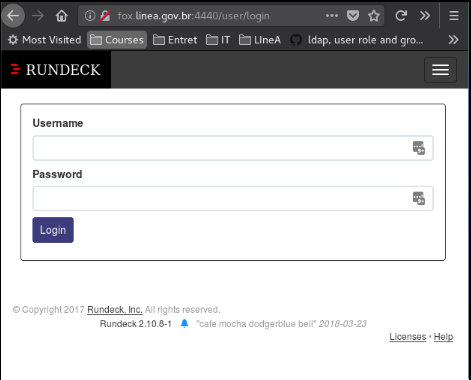 fox.linea.gov.br:4440/user/login
Most Visited Courses Entret IT LIneA ldap, user role and gro...
RUNDECK
Username
Password
Login
© Copyright 2017 Rundeck, Inc. All rights reserved.
Rundeck 2.10.8-1 "cafe mocha dodgerblue bell" 2018-03-23
Licenses • Help